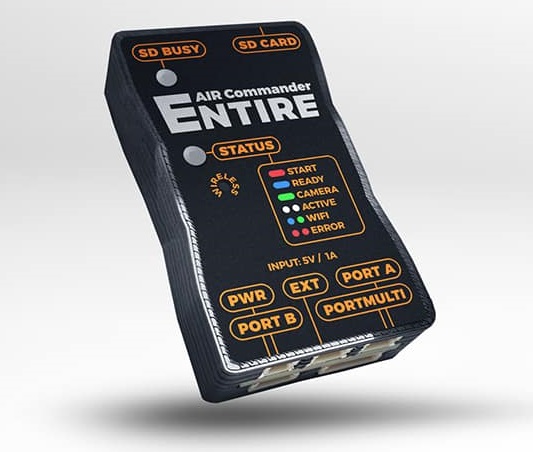 SD BUSY
SD CARD
AIR Commander
ENTIRE
STATUS
WIRELESS
START
READY
CAMERA
ACTIVE
WIFI
ERROR
INPUT: 5V / 1A
PWR
EXT
PORT A
PORT B
PORTMULTI